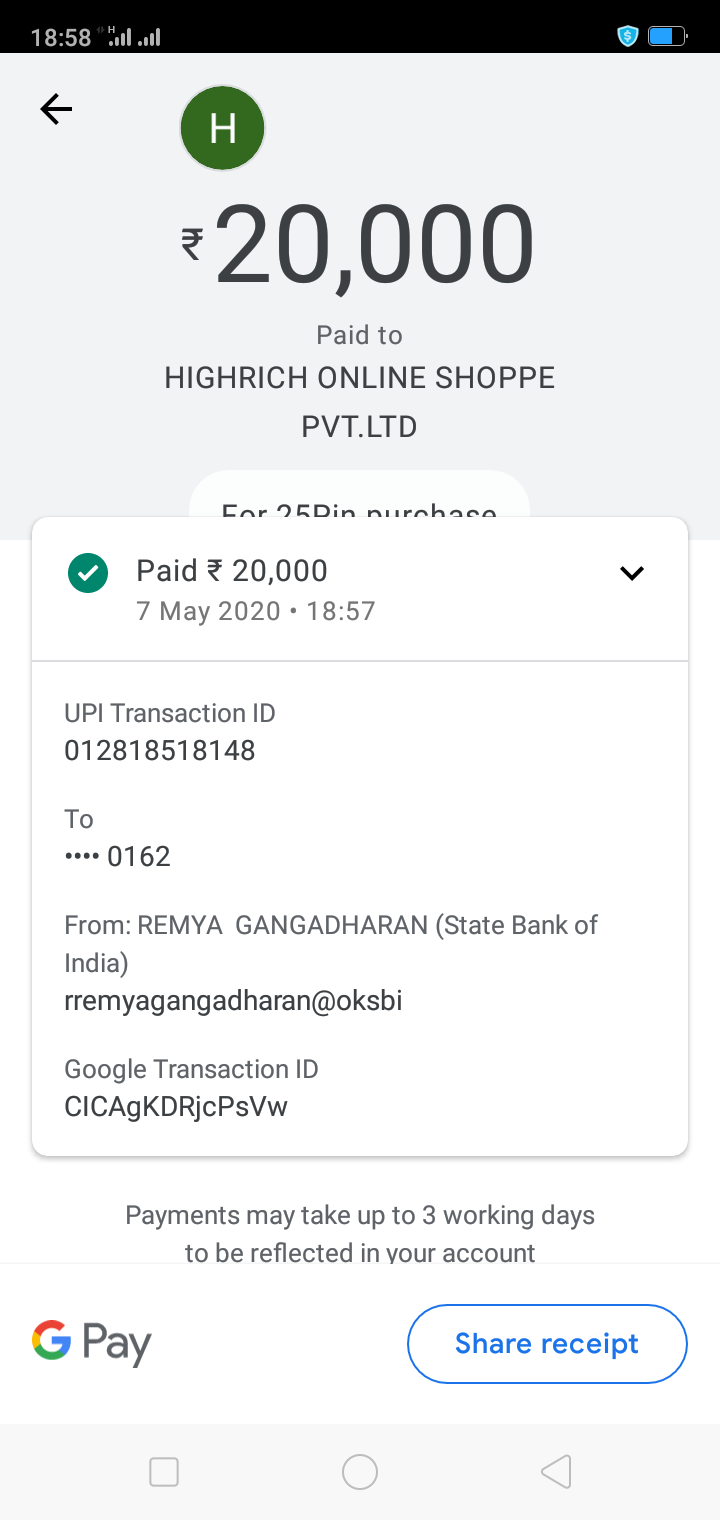 18:58 H
H
₹20,000
Paid to
HIGHRICH ONLINE SHOPPE
PVT.LTD
For 25Pin purchase
Paid ₹ 20,000
7 May 2020 • 18:57
UPI Transaction ID
012818518148
To
•••• 0162
From: REMYA GANGADHARAN (State Bank of
India)
rremyagangadharan@oksbi
Google Transaction ID
CICAgKDRjcPsVw
Payments may take up to 3 working days
to be reflected in your account
G Pay
Share receipt